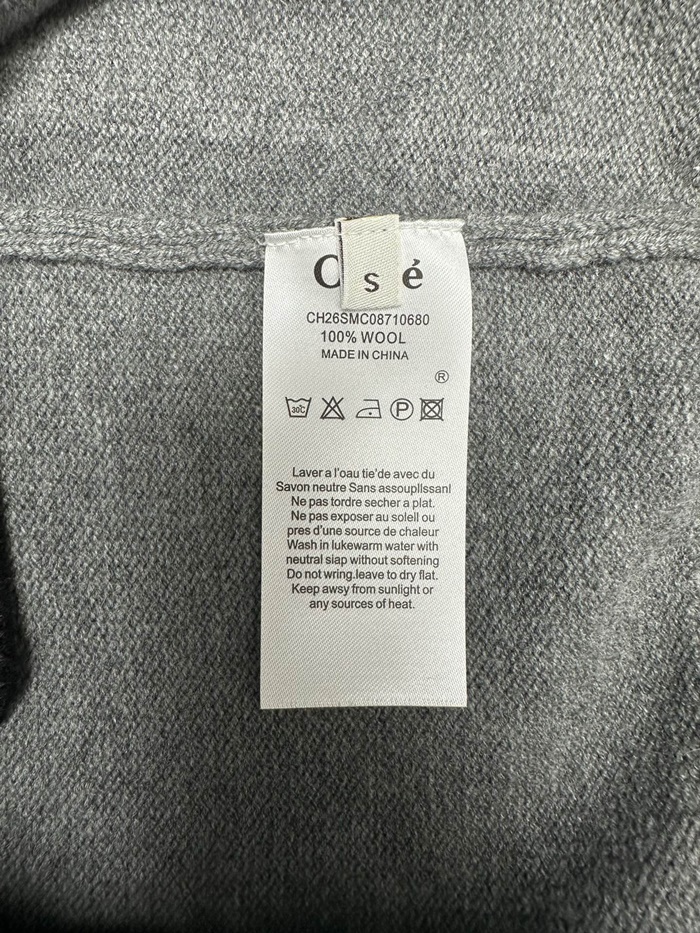 C é
s
CH26SMC08710680
100% WOOL
MADE IN CHINA
®
30C
P
Laver a l'oau tie'de avec du
Savon neutre Sans assouplIssanl
Ne pas tordre secher a plat.
Ne pas exposer au solell ou
pres d'une source de chaleur
Wash in lukewarm water with
neutral siap without softening
Do not wring.leave to dry flat.
Keep awsy from sunlight or
any sources of heat.